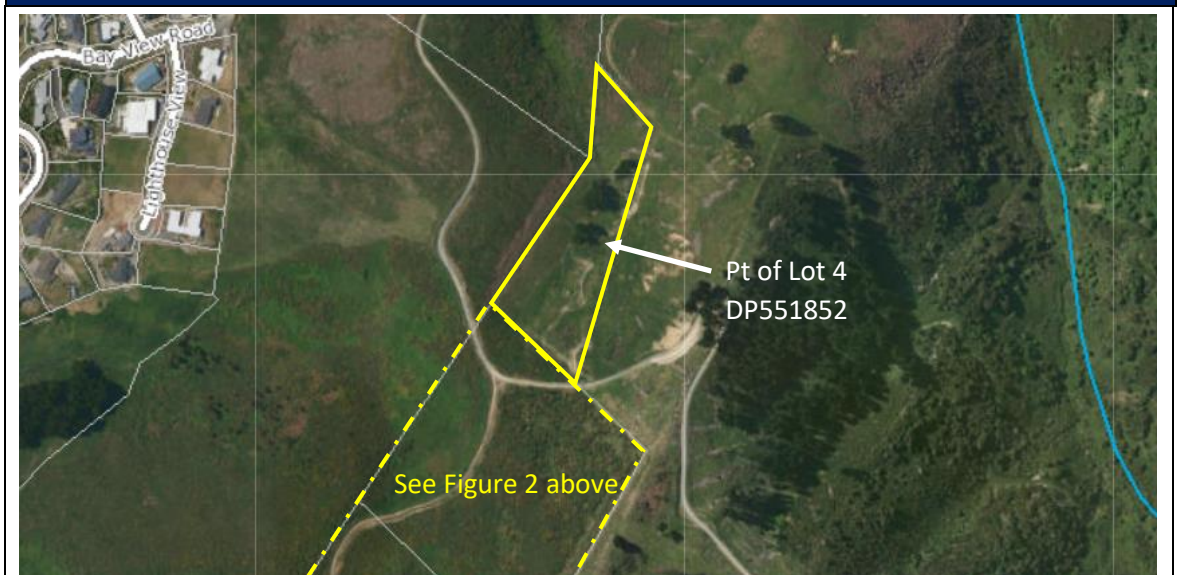 Bay View Road
Lighthouse View
Pt of Lot 4
DP551852
See Figure 2 above